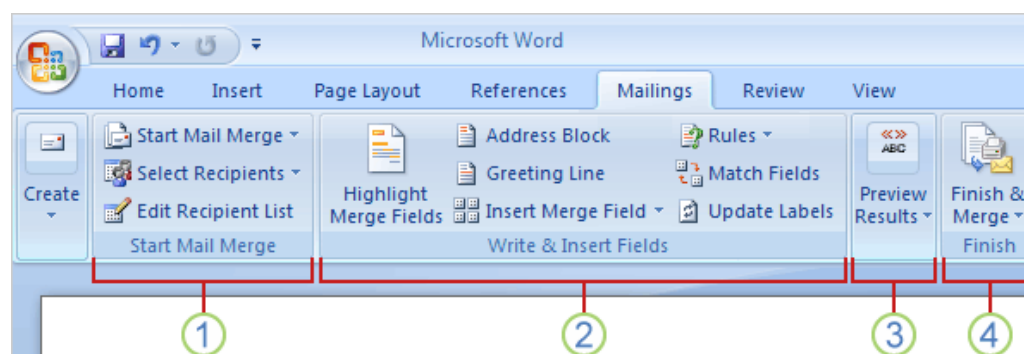 Microsoft Word
Home Insert Page Layout References Mailings Review View
Create
Start Mail Merge
Select Recipients
Edit Recipient List
Start Mail Merge
Highlight
Merge Fields
Address Block
Greeting Line
Insert Merge Field
Rules
Match Fields
Update Labels
Write & Insert Fields
«»
ABC
Preview
Results
Finish &
Merge
Finish
1 2 3 4